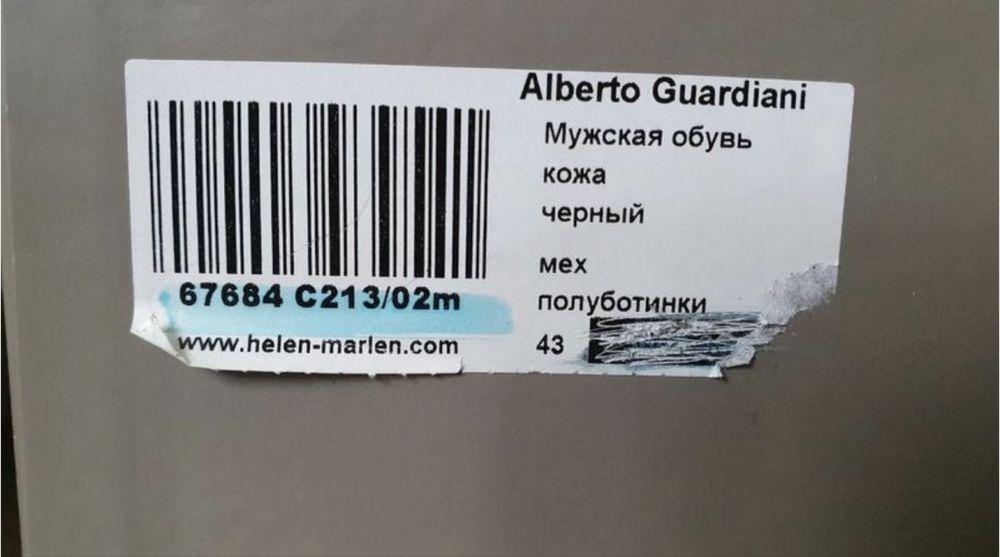 Alberto Guardiani
Мужская обувь
кожа
черный
мех
полуботинки
43
67684 C213/02m
www.helen-marlen.com